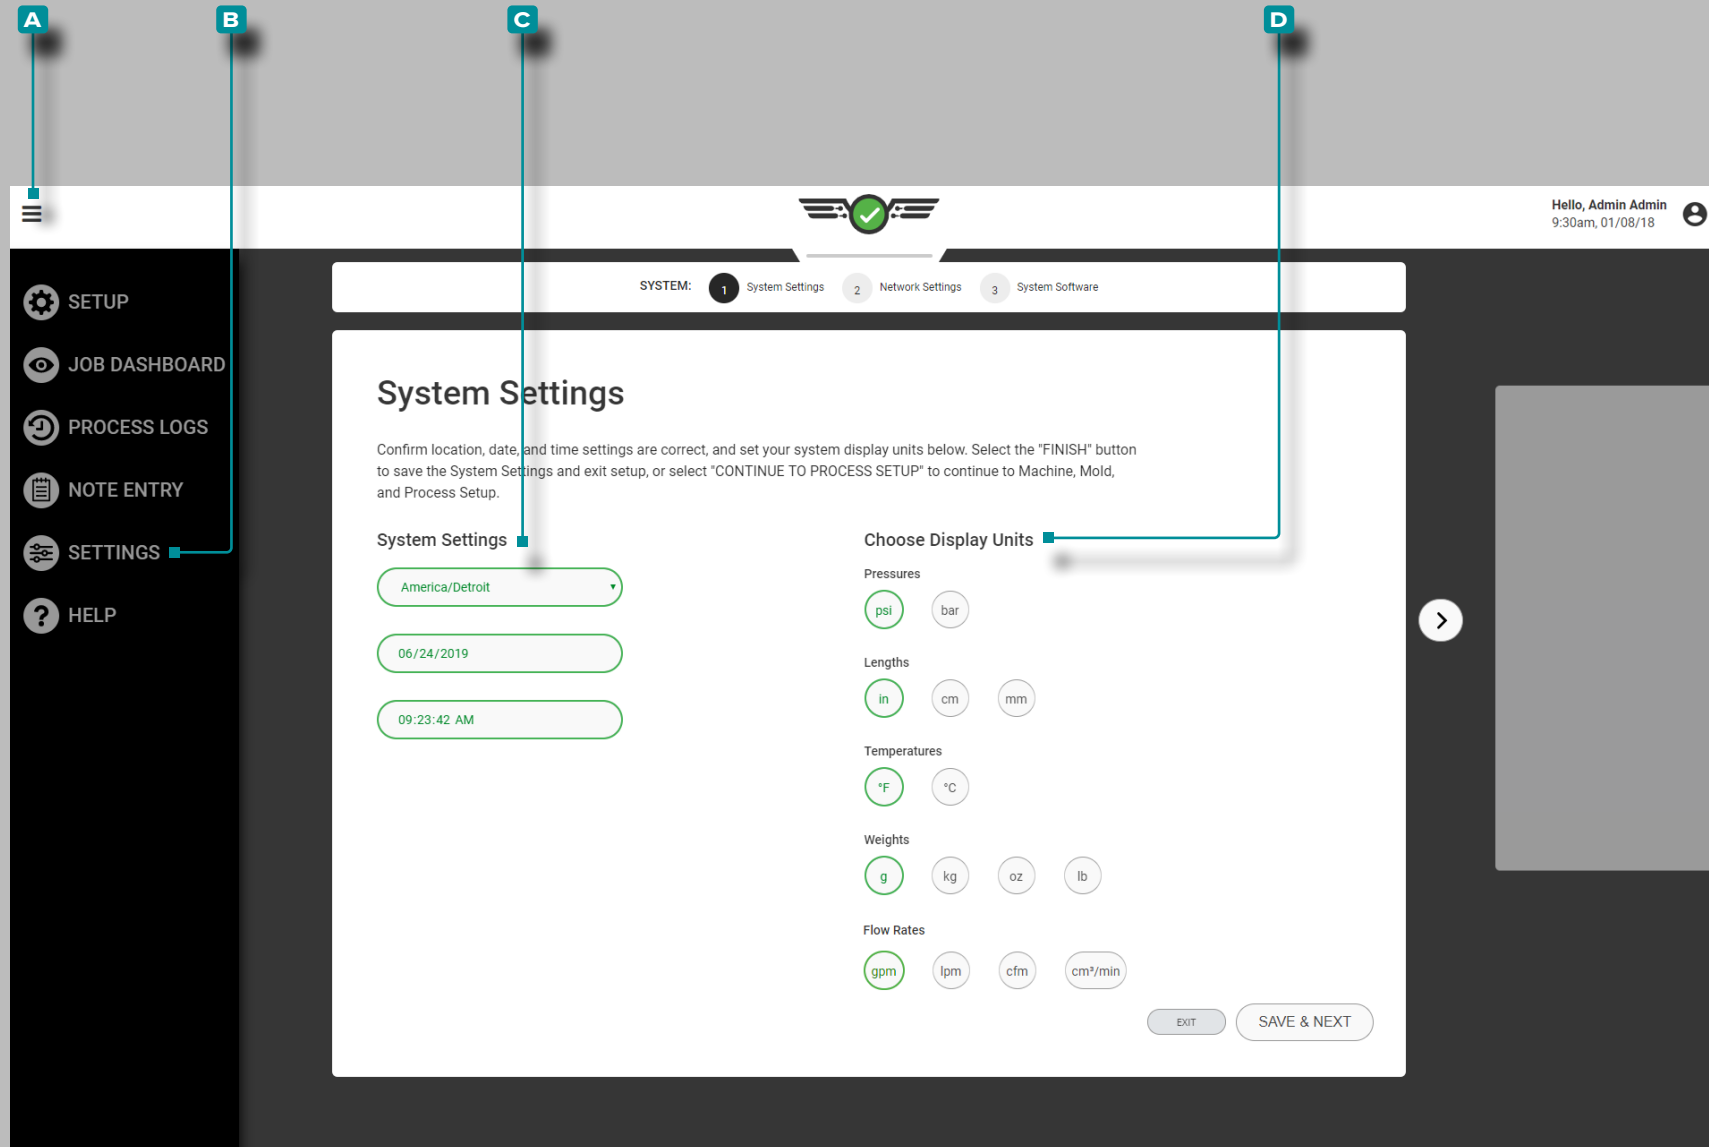 A B C D
Hello, Admin Admin
9:30am, 01/08/18
SETUP
JOB DASHBOARD
PROCESS LOGS
NOTE ENTRY
SETTINGS
HELP
SYSTEM: 1 System Settings 2 Network Settings 3 System Software
System Settings
Confirm location, date, and time settings are correct, and set your system display units below. Select the "FINISH" button
to save the System Settings and exit setup, or select "CONTINUE TO PROCESS SETUP" to continue to Machine, Mold,
and Process Setup.
System Settings
America/Detroit
06/24/2019
09:23:42 AM
Choose Display Units
Pressures
psi bar
Lengths
in cm mm
Temperatures
°F °C
Weights
g kg oz lb
Flow Rates
gpm lpm cfm cm³/min
EXIT SAVE & NEXT